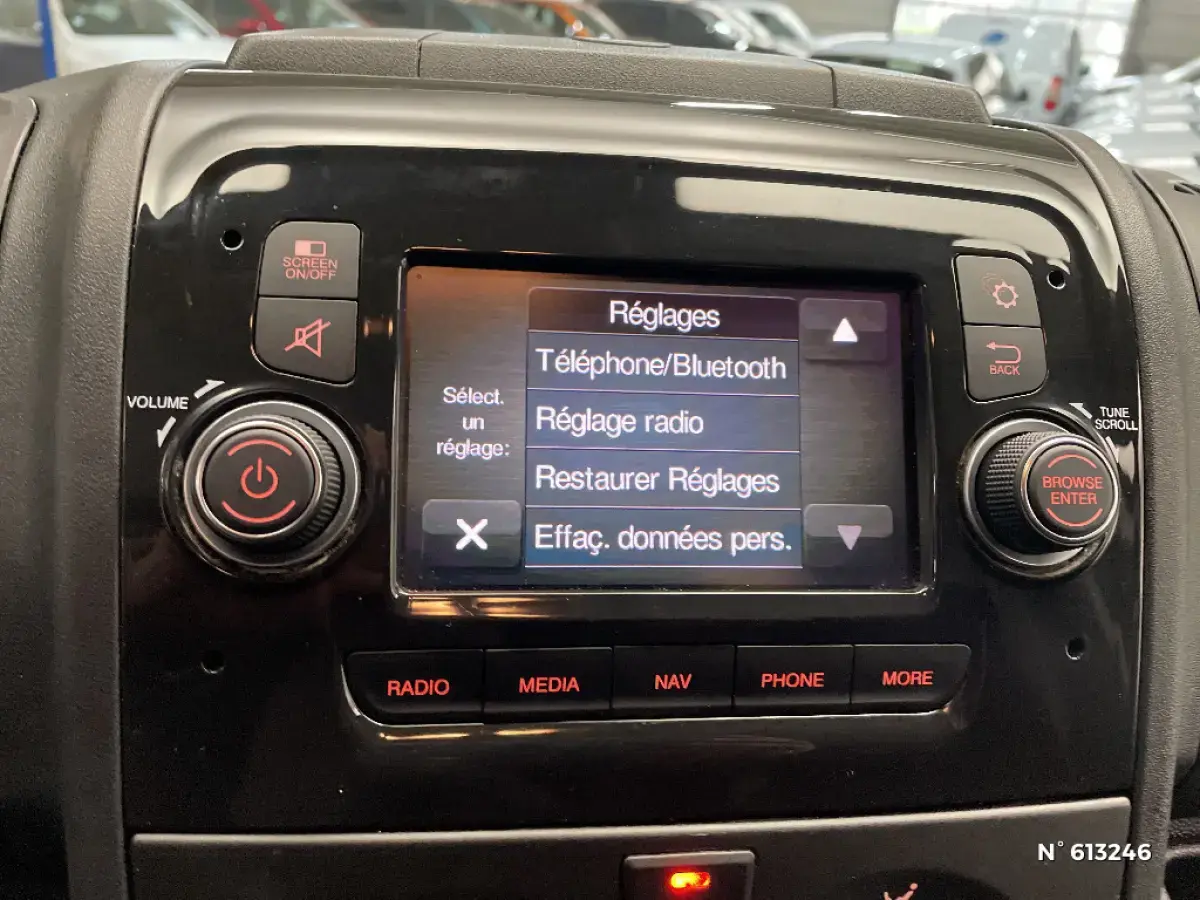 SCREEN
ON/OFF
VOLUME
Réglages
Téléphone/Bluetooth
Réglage radio
Restaurer Réglages
Effaç. données pers.
Sélect.
un
réglage:
BACK
TUNE
SCROLL
BROWSE
ENTER
RADIO
MEDIA
NAV
PHONE
MORE
N° 613246